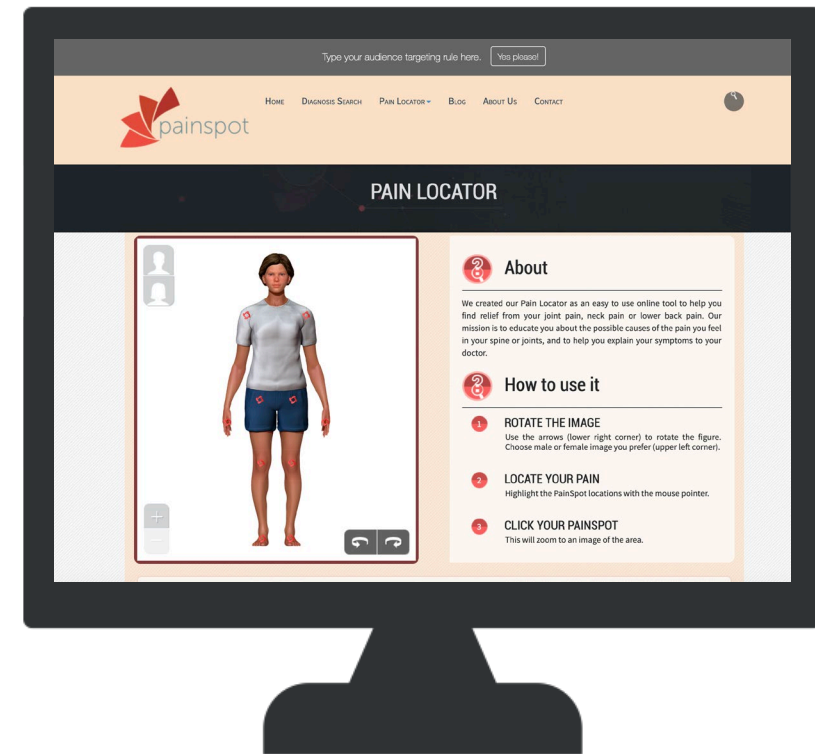 Type your audience targeting rule here. Yes please!
painspot
Home Diagnosis Search Pain Locator Blog About Us Contact
PAIN LOCATOR
About
We created our Pain Locator as an easy to use online tool to help you
find relief from your joint pain, neck pain or lower back pain. Our
mission is to educate you about the possible causes of the pain you feel
in your spine or joints, and to help you explain your symptoms to your
doctor.
How to use it
1 ROTATE THE IMAGE
Use the arrows (lower right corner) to rotate the figure.
Choose male or female image you prefer (upper left corner).
2 LOCATE YOUR PAIN
Highlight the PainSpot locations with the mouse pointer.
3 CLICK YOUR PAINSPOT
This will zoom to an image of the area.